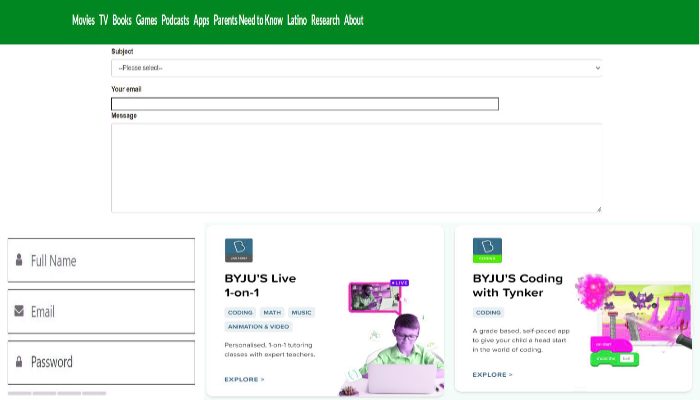 Movies TV Books Games Podcasts Apps Parents Need to Know Latino Research About
Subject
--Please select--
Your email
Message
Full Name
Email
Password
BYJU'S Live
1-on-1
CODING MATH MUSIC
ANIMATION & VIDEO
Personalised, 1-on-1 tutoring
classes with expert teachers.
EXPLORE >
LIVE
BYJU'S Coding
with Tynker
CODING
A grade based, self-paced app
to give your child a head start
in the world of coding.
EXPLORE >